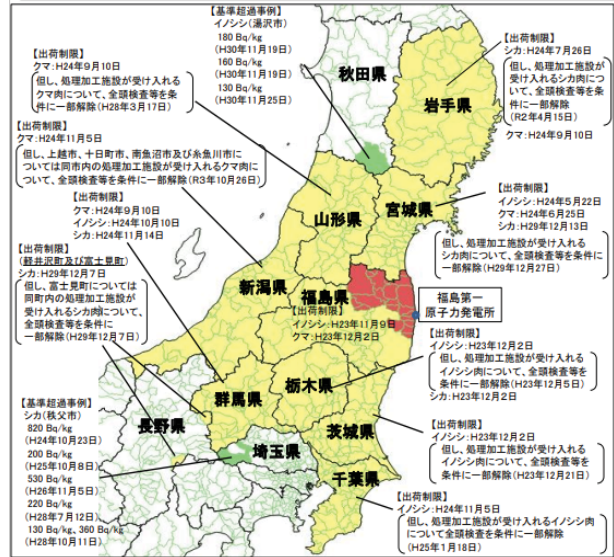 【基準超過事例】
イノシシ(湯沢市)
180 Bq/kg
(H30年11月19日)
160 Bq/kg
(H30年11月19日)
130 Bq/kg
(H30年11月25日)
【出荷制限】
クマ:H24年9月10日
但し、処理加工施設が受け入れる
クマ肉について、全頭検査等を条
件に一部解除(H28年3月17日)
【出荷制限】
シカ:H24年7月26日
但し、処理加工施設が
受け入れるシカ肉につ
いて、全頭検査等を条
件に一部解除
(R2年4月15日)
クマ:H24年9月10日
秋田県
岩手県
【出荷制限】
クマ:H24年11月5日
但し、上越市、十日町市、南魚沼市及び糸魚川市に
ついては同市内の処理加工施設が受け入れるクマ肉に
ついて、全頭検査等を条件に一部解除(R3年10月26日)
山形県
宮城県
【出荷制限】
イノシシ:H24年5月22日
クマ:H24年6月25日
シカ:H29年12月13日
但し、処理加工施設が受け入れる
シカ肉について、全頭検査等を
条件に一部解除
(H29年12月27日)
【出荷制限】
クマ:H24年9月10日
イノシシ:H24年10月10日
シカ:H24年11月14日
【出荷制限】
(軽井沢町及び富士見町)
シカ:H29年12月7日
但し、富士見町については
同町内の処理加工施設が
受け入れるシカ肉について、
全頭検査等を条件に
一部解除
(H29年12月7日)
新潟県
福島県
【出荷制限】
イノシシ:H23年11月9日
クマ:H23年12月2日
福島第一
原子力発電所
【出荷制限】
イノシシ:H23年12月2日
但し、処理加工施設が受け入れる
イノシシ肉について、全頭検査等を
条件に一部解除
(H23年12月5日)
シカ:H23年12月2日
群馬県
栃木県
茨城県
長野県
埼玉県
千葉県
【出荷制限】
イノシシ:H23年12月2日
但し、処理加工施設が受け入れる
イノシシ肉について、全頭検査等を
条件に一部解除
(H23年12月21日)
【基準超過事例】
シカ(秩父市)
820 Bq/kg
(H24年10月23日)
200 Bq/kg
(H25年10月8日)
530 Bq/kg
(H26年11月5日)
220 Bq/kg
(H28年7月12日)
130 Bq/kg、360 Bq/kg
(H28年10月11日)
【出荷制限】
イノシシ:H24年11月5日
但し、処理加工施設が受け入れるイノシシ肉
について全頭検査を条件に一部解除
(H25年1月18日)